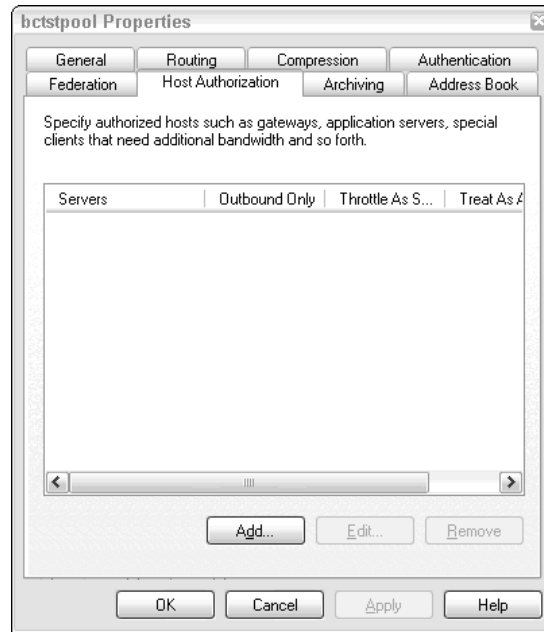 bctstpool Properties
General Routing Compression Authentication
Federation Host Authorization Archiving Address Book
Specify authorized hosts such as gateways, application servers, special
clients that need additional bandwidth and so forth.
Servers Outbound Only Throttle As S... Treat As A
Add... Edit... Remove
OK Cancel Apply Help